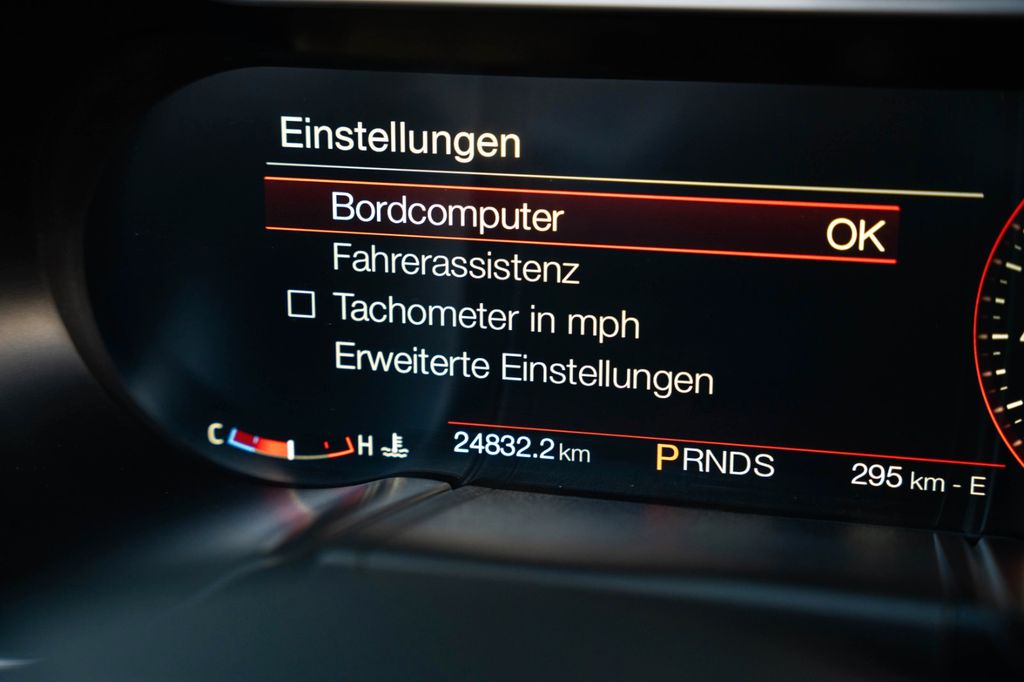 Einstellungen
Bordcomputer OK
Fahrerassistenz
Tachometer in mph
Erweiterte Einstellungen
C H 24832.2 km PRNDS 295 km - E